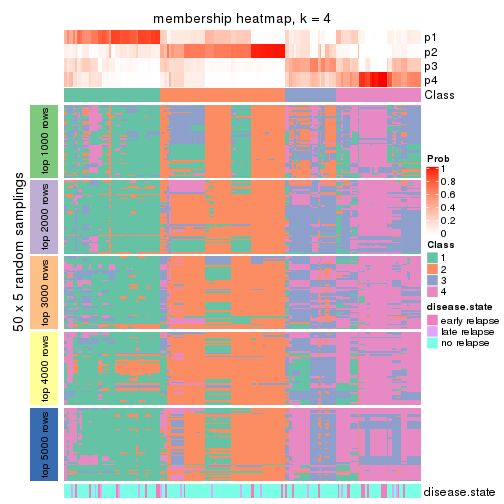 membership heatmap, k = 4
p1
p2
p3
p4
Class
50 x 5 random samplings
top 1000 rows
top 2000 rows
top 3000 rows
top 4000 rows
top 5000 rows
disease.state
Prob
1
0.8
0.6
0.4
0.2
0
Class
1
2
3
4
disease.state
early relapse
late relapse
no relapse